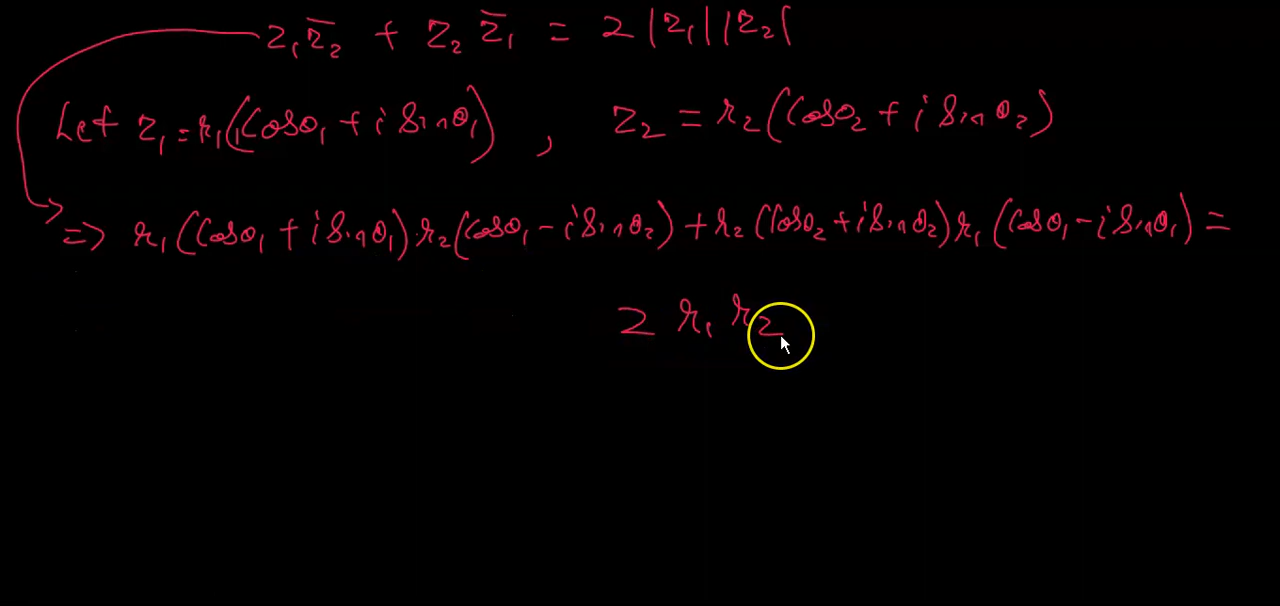 z₁z̄₂ + z₂z̄₁ = 2|z₁||z₂|
Let z₁ = r₁(Cosθ₁ + i Sinθ₁), z₂ = r₂(Cosθ₂ + i Sinθ₂)
=> r₁(Cosθ₁ + i Sinθ₁)·r₂(Cosθ₁ - i Sinθ₂) + r₂(Cosθ₂ + i Sinθ₂)r₁(Cosθ₁ - i Sinθ₁) =
2 r₁ r₂